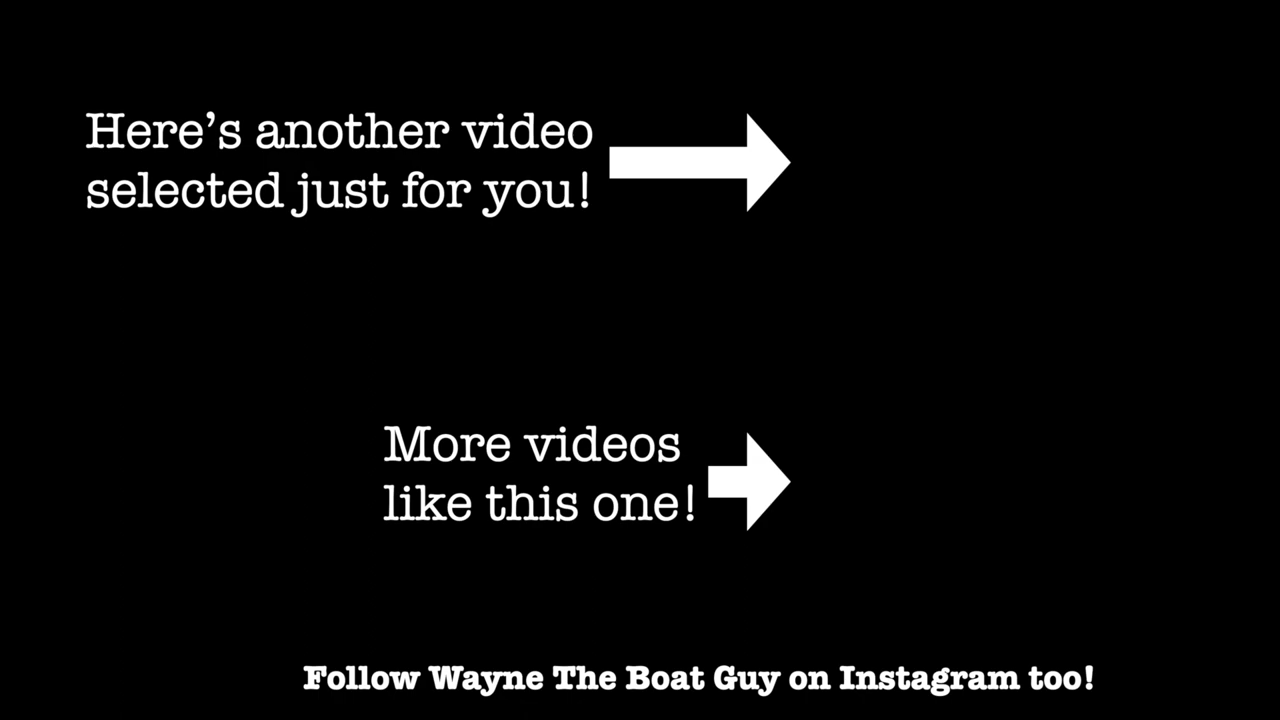 Here’s another video
selected just for you!
More videos
like this one!
Follow Wayne The Boat Guy on Instagram too!